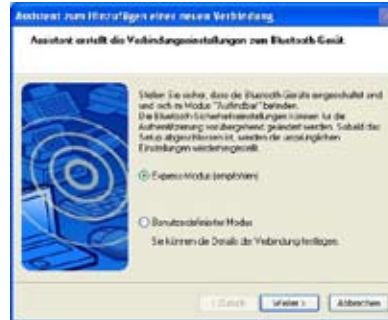 Assistent zum Hinzufügen einer neuen Verbindung
Assistent erstellt die Verbindungseinstellungen zum Bluetooth-Gerät.
Stellen Sie sicher, dass die Bluetooth-Geräte eingeschaltet sind
und sich im Modus "Auffindbar" befinden.
Die Bluetooth-Sicherheitseinstellungen können für die
Authentifizierung vorübergehend geändert werden. Sobald das
Setup abgeschlossen ist, werden die ursprünglichen
Einstellungen wiederhergestellt.
Express-Modus (empfohlen)
Benutzerdefinierter Modus
Sie können die Details der Verbindung festlegen.
< Zurück
Weiter >
Abbrechen